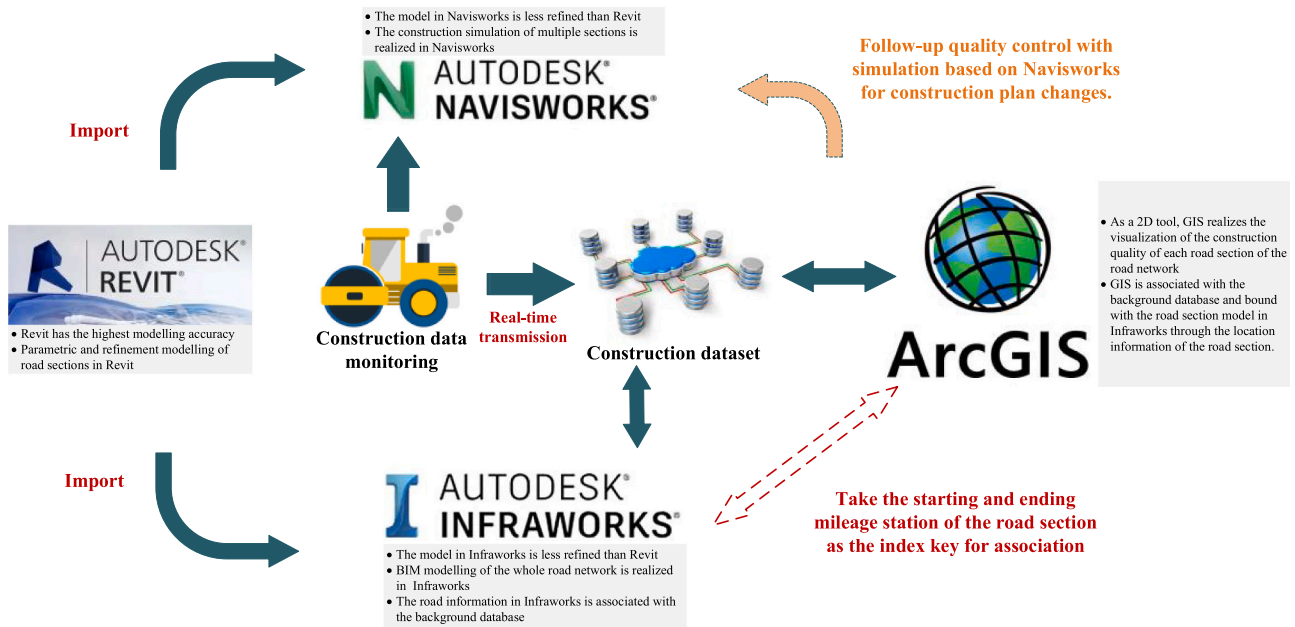 • The model in Navisworks is less refined than Revit
• The construction simulation of multiple sections is
realized in Navisworks
AUTODESK®
NAVISWORKS®
Follow-up quality control with
simulation based on Navisworks
for construction plan changes.
Import
AUTODESK®
REVIT®
• Revit has the highest modelling accuracy
• Parametric and refinement modelling of
road sections in Revit
Construction data
monitoring
Real-time
transmission
Construction dataset
ArcGIS
• As a 2D tool, GIS realizes the
visualization of the construction
quality of each road section of the
road network
• GIS is associated with the
background database and bound
with the road section model in
Infraworks through the location
information of the road section.
Import
AUTODESK®
INFRAWORKS®
• The model in Infraworks is less refined than Revit
• BIM modelling of the whole road network is realized
in Infraworks
• The road information in Infraworks is associated with
the background database
Take the starting and ending
mileage station of the road section
as the index key for association